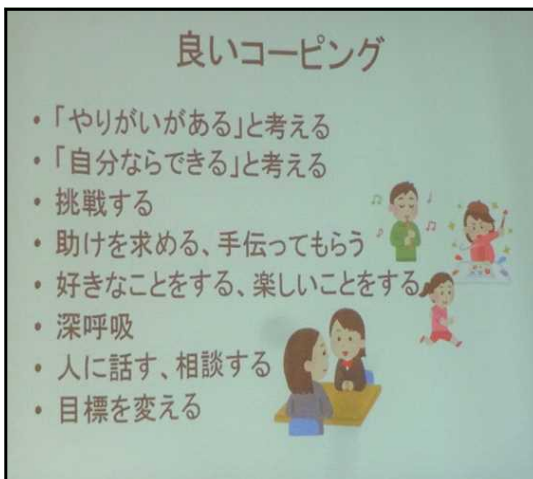 良いコーピング
・「やりがいがある」と考える
・「自分ならできる」と考える
・挑戦する
・助けを求める、手伝ってもらう
・好きなことをする、楽しいことをする
・深呼吸
・人に話す、相談する
・目標を変える